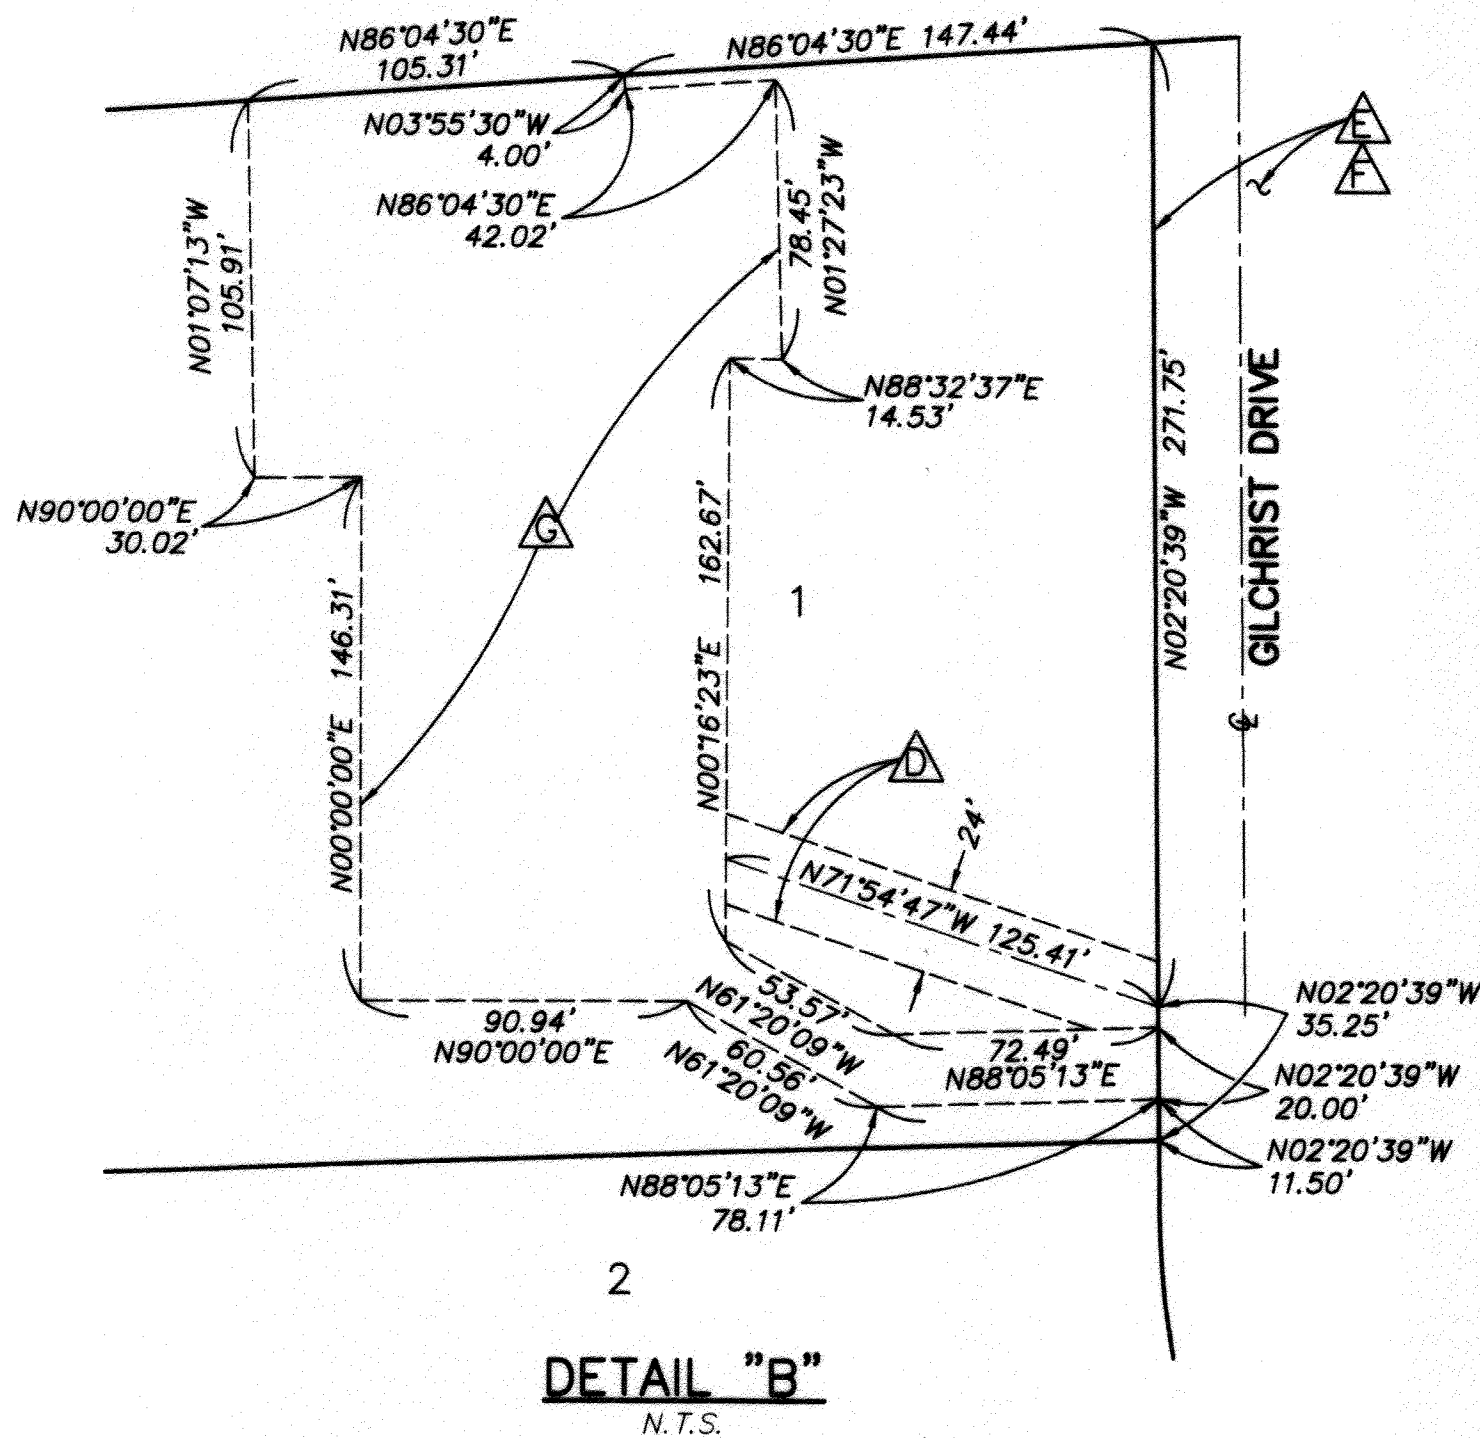 N86°04'30"E
105.31'
N86°04'30"E 147.44'
N03°55'30"W
4.00'
N86°04'30"E
42.02'
E
F
N01°07'13"W
105.91'
78.45'
N01°27'23"W
N88°32'37"E
14.53'
N90°00'00"E
30.02'
G
N00°00'00"E 146.31'
N00°16'23"E 162.67'
1
N02°20'39"W 271.75'
GILCHRIST DRIVE
℄
D
24'
N71°54'47"W 125.41'
53.57'
N61°20'09"W
60.56'
N61°20'09"W
90.94'
N90°00'00"E
72.49'
N88°05'13"E
N02°20'39"W
35.25'
N02°20'39"W
20.00'
N02°20'39"W
11.50'
N88°05'13"E
78.11'
2
DETAIL "B"
N.T.S.